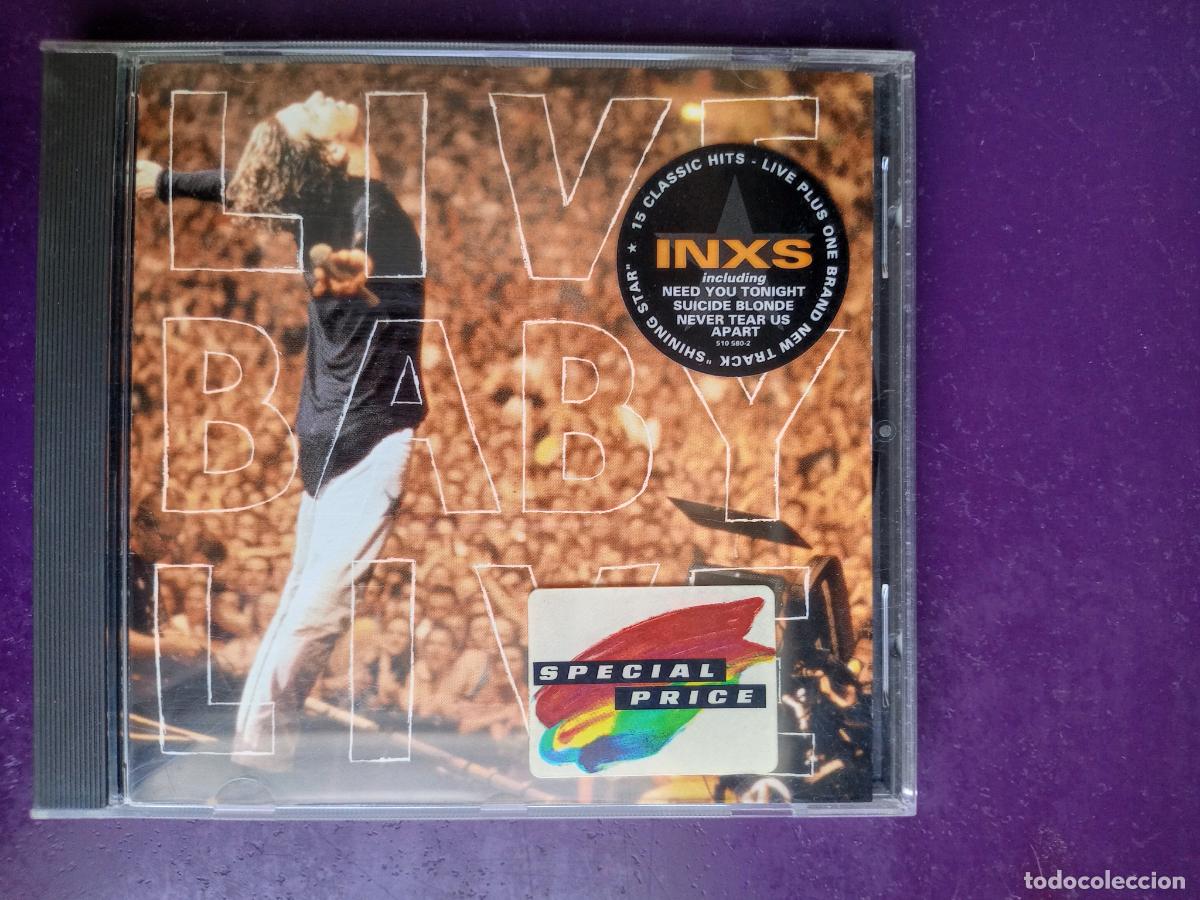 LIVE
BABY
LIVE
★ 15 CLASSIC HITS - LIVE PLUS ONE BRAND NEW TRACK "SHINING STAR"
INXS
including
NEED YOU TONIGHT
SUICIDE BLONDE
NEVER TEAR US
APART
510 580-2
SPECIAL
PRICE
todocoleccion